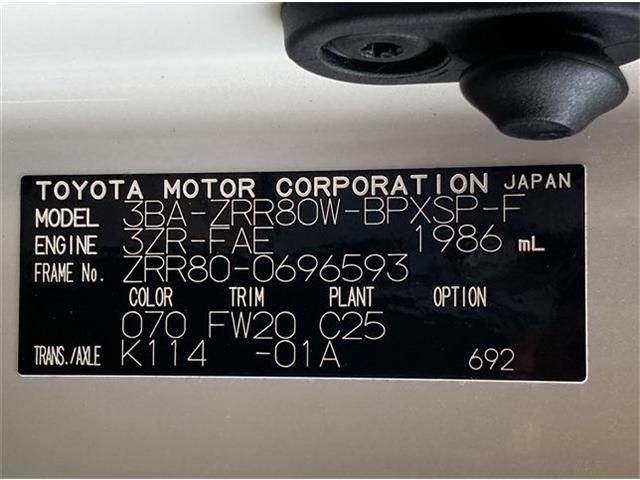 TOYOTA MOTOR CORPORATION JAPAN
MODEL 3BA-ZRR80W-BPXSP-F
ENGINE 3ZR-FAE 1986 mL
FRAME No. ZRR80-0696593
COLOR TRIM PLANT OPTION
070 FW20 C25
TRANS./AXLE K114 -01A 692